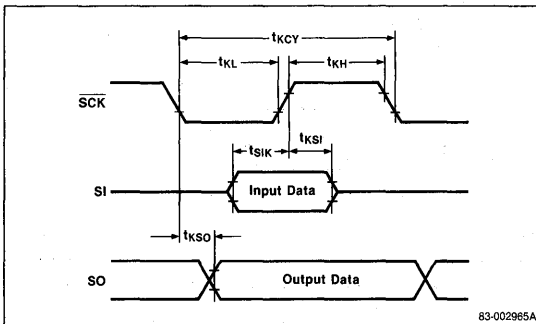 tKCY
tKL
tKH
SCK
tSIK
tKSI
SI
Input Data
tKSO
SO
Output Data
83-002965A